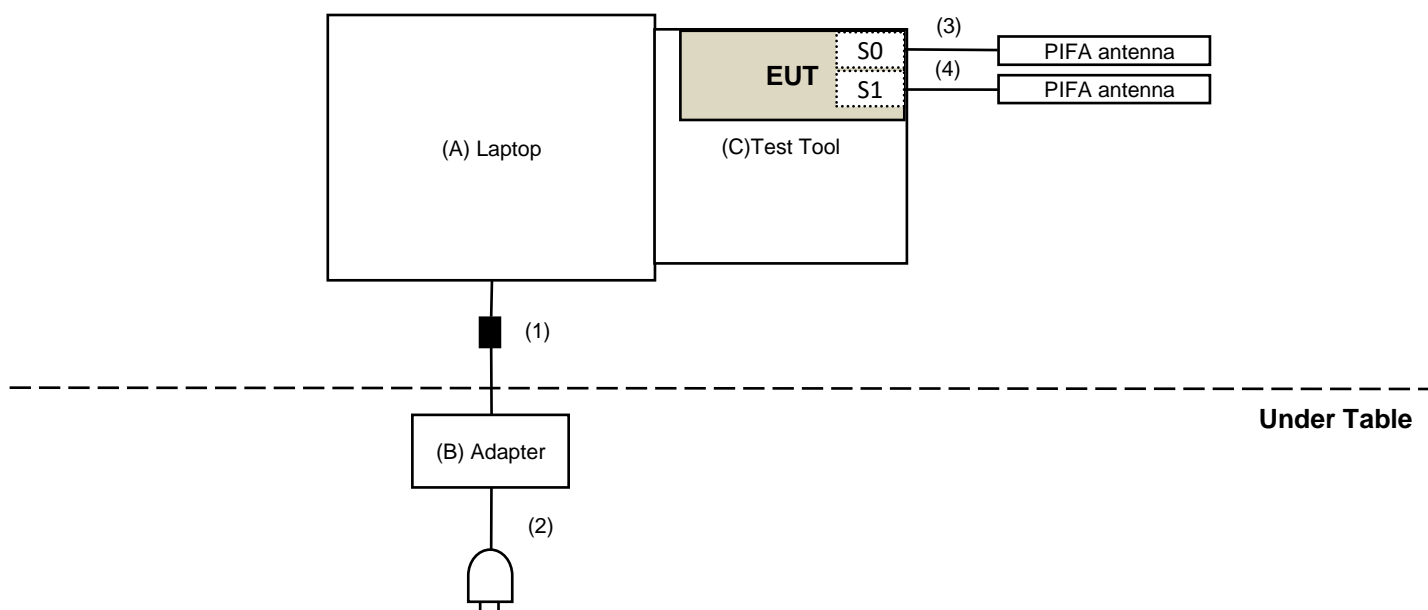 (3)
S0
PIFA antenna
EUT
(4)
S1
PIFA antenna
(A) Laptop
(C)Test Tool
(1)
Under Table
(B) Adapter
(2)